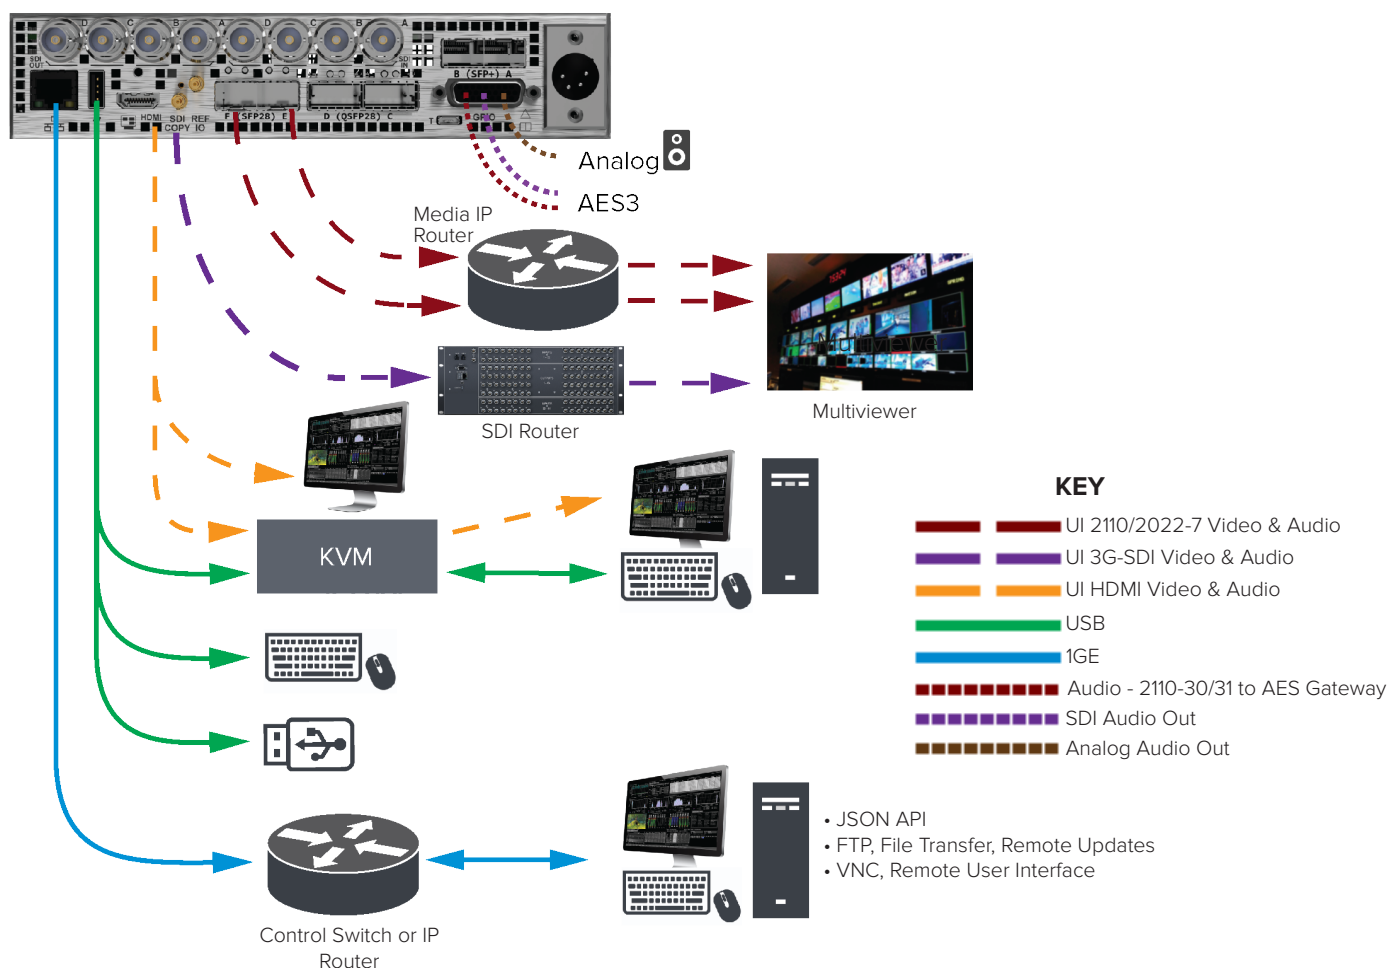 D C B A D C B A
SDI OUT
SDI IN
B (SFP+) A
HDMI
SDI COPY
REF IO
F (SFP28) E
D (QSFP28) C
T
GPIO
Analog
AES3
Media IP
Router
Multiviewer
SDI Router
KVM
KEY
UI 2110/2022-7 Video & Audio
UI 3G-SDI Video & Audio
UI HDMI Video & Audio
USB
1GE
Audio - 2110-30/31 to AES Gateway
SDI Audio Out
Analog Audio Out
• JSON API
• FTP, File Transfer, Remote Updates
• VNC, Remote User Interface
Control Switch or IP
Router